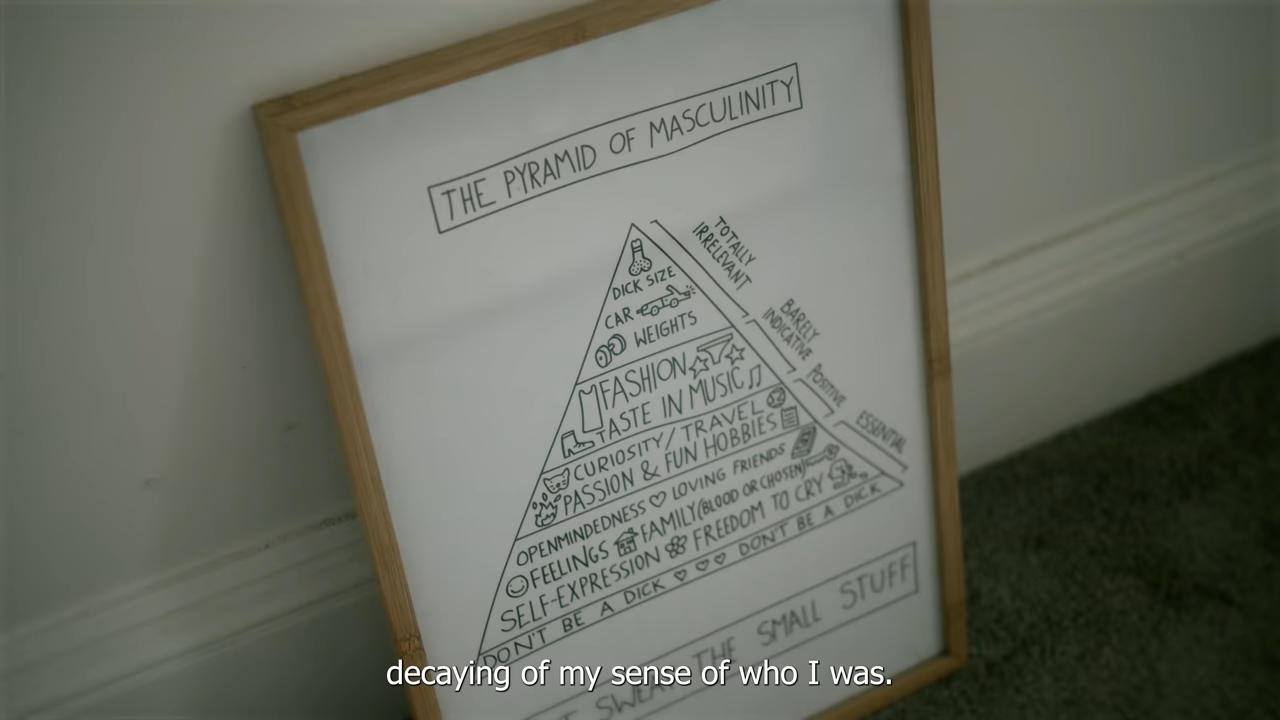 THE PYRAMID OF MASCULINITY
DICK SIZE
CAR
WEIGHTS
TOTALLY
IRRELEVANT
FASHION
TASTE IN MUSIC
BARELY
INDICATIVE
CURIOSITY/TRAVEL
PASSION & FUN HOBBIES
POSITIVE
OPENMINDEDNESS ♡ LOVING FRIENDS
FEELINGS FAMILY (BLOOD OR CHOSEN)
SELF-EXPRESSION FREEDOM TO CRY
DON'T BE A DICK ♡ ♡ ♡ DON'T BE A DICK
ESSENTIAL
SWEAT THE SMALL STUFF
decaying of my sense of who I was.